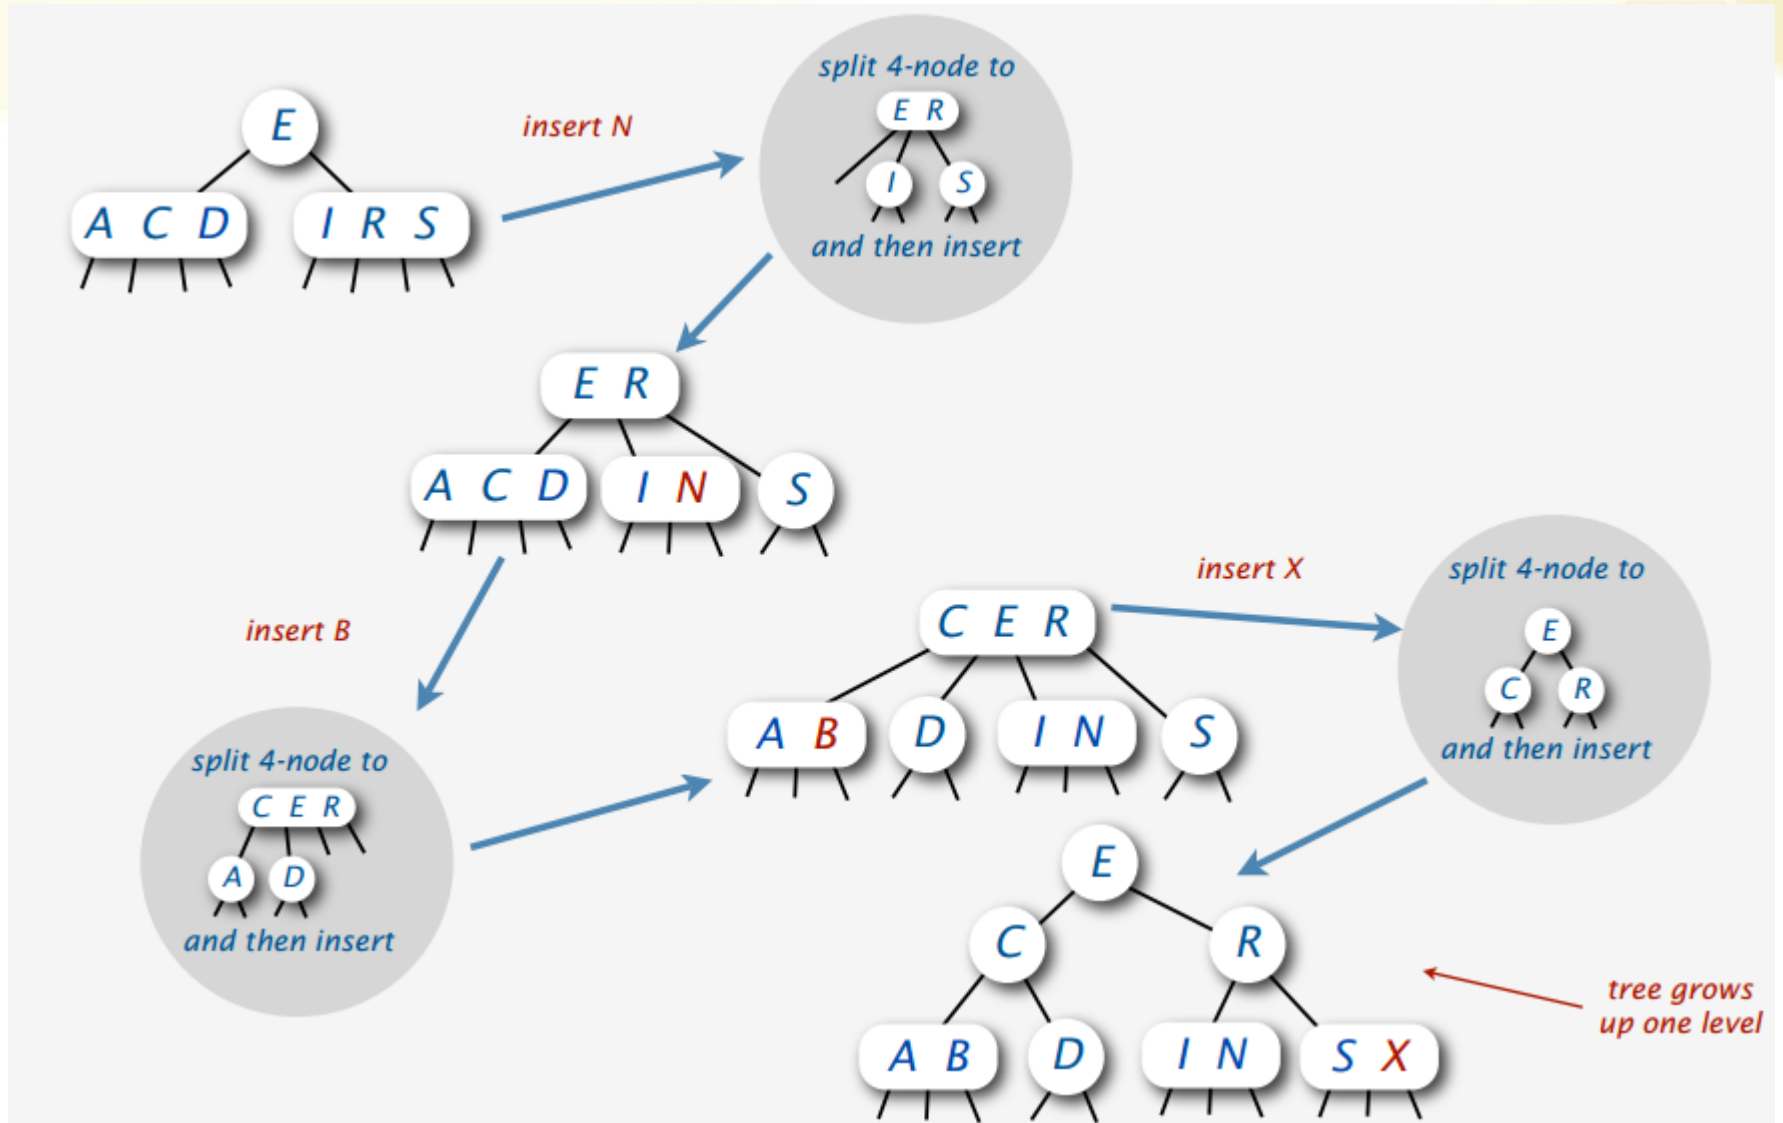 E
A C D
I R S
insert N
split 4-node to
E R
I
S
and then insert
E R
A C D
I N
S
insert B
split 4-node to
C E R
A
D
and then insert
C E R
A B
D
I N
S
insert X
split 4-node to
E
C
R
and then insert
E
C
R
A B
D
I N
S X
tree grows
up one level